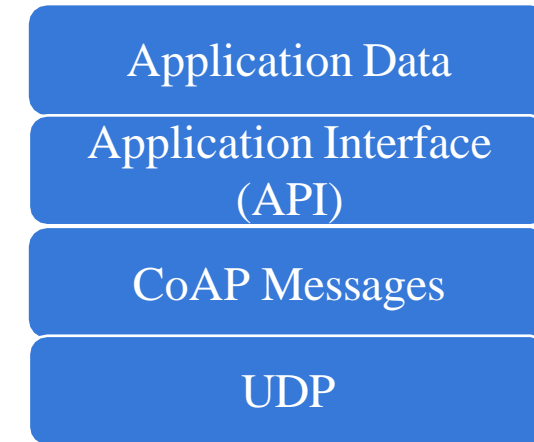 Application Data
Application Interface
(API)
CoAP Messages
UDP